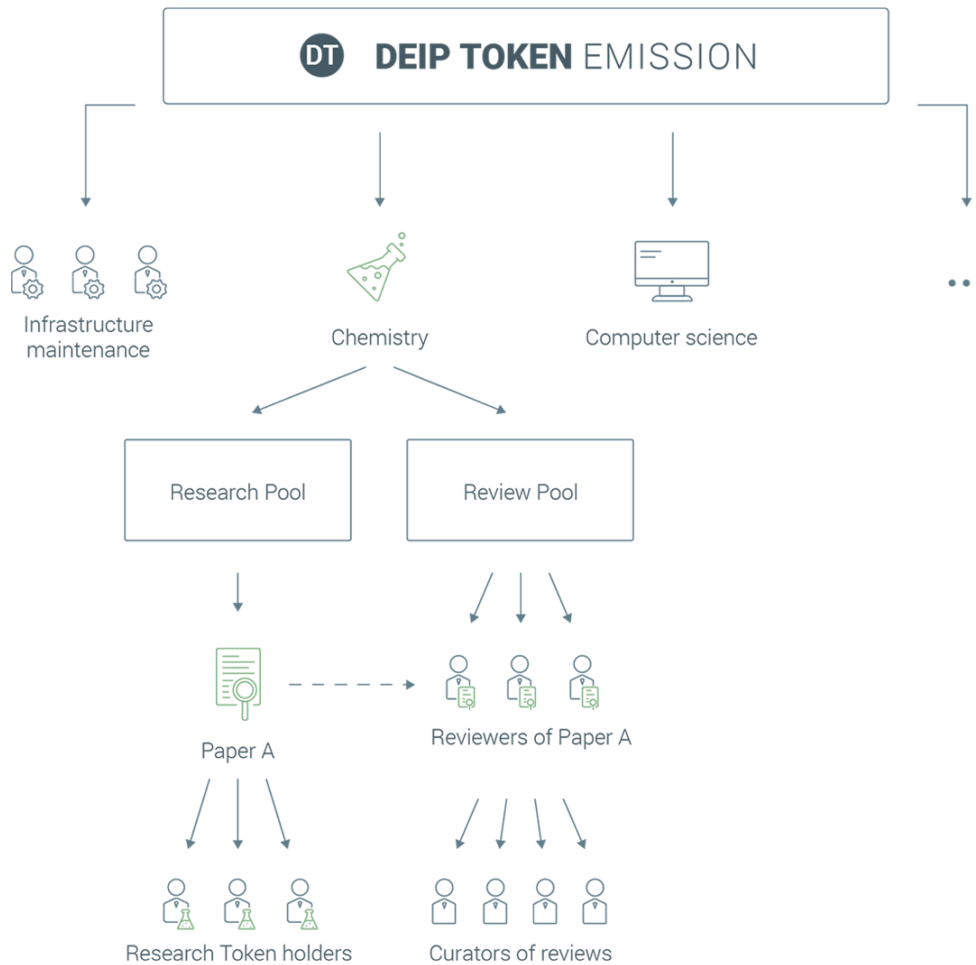 DT DEIP TOKEN EMISSION
Infrastructure
maintenance
Chemistry
Computer science
Research Pool
Review Pool
Paper A
Reviewers of Paper A
Research Token holders
Curators of reviews